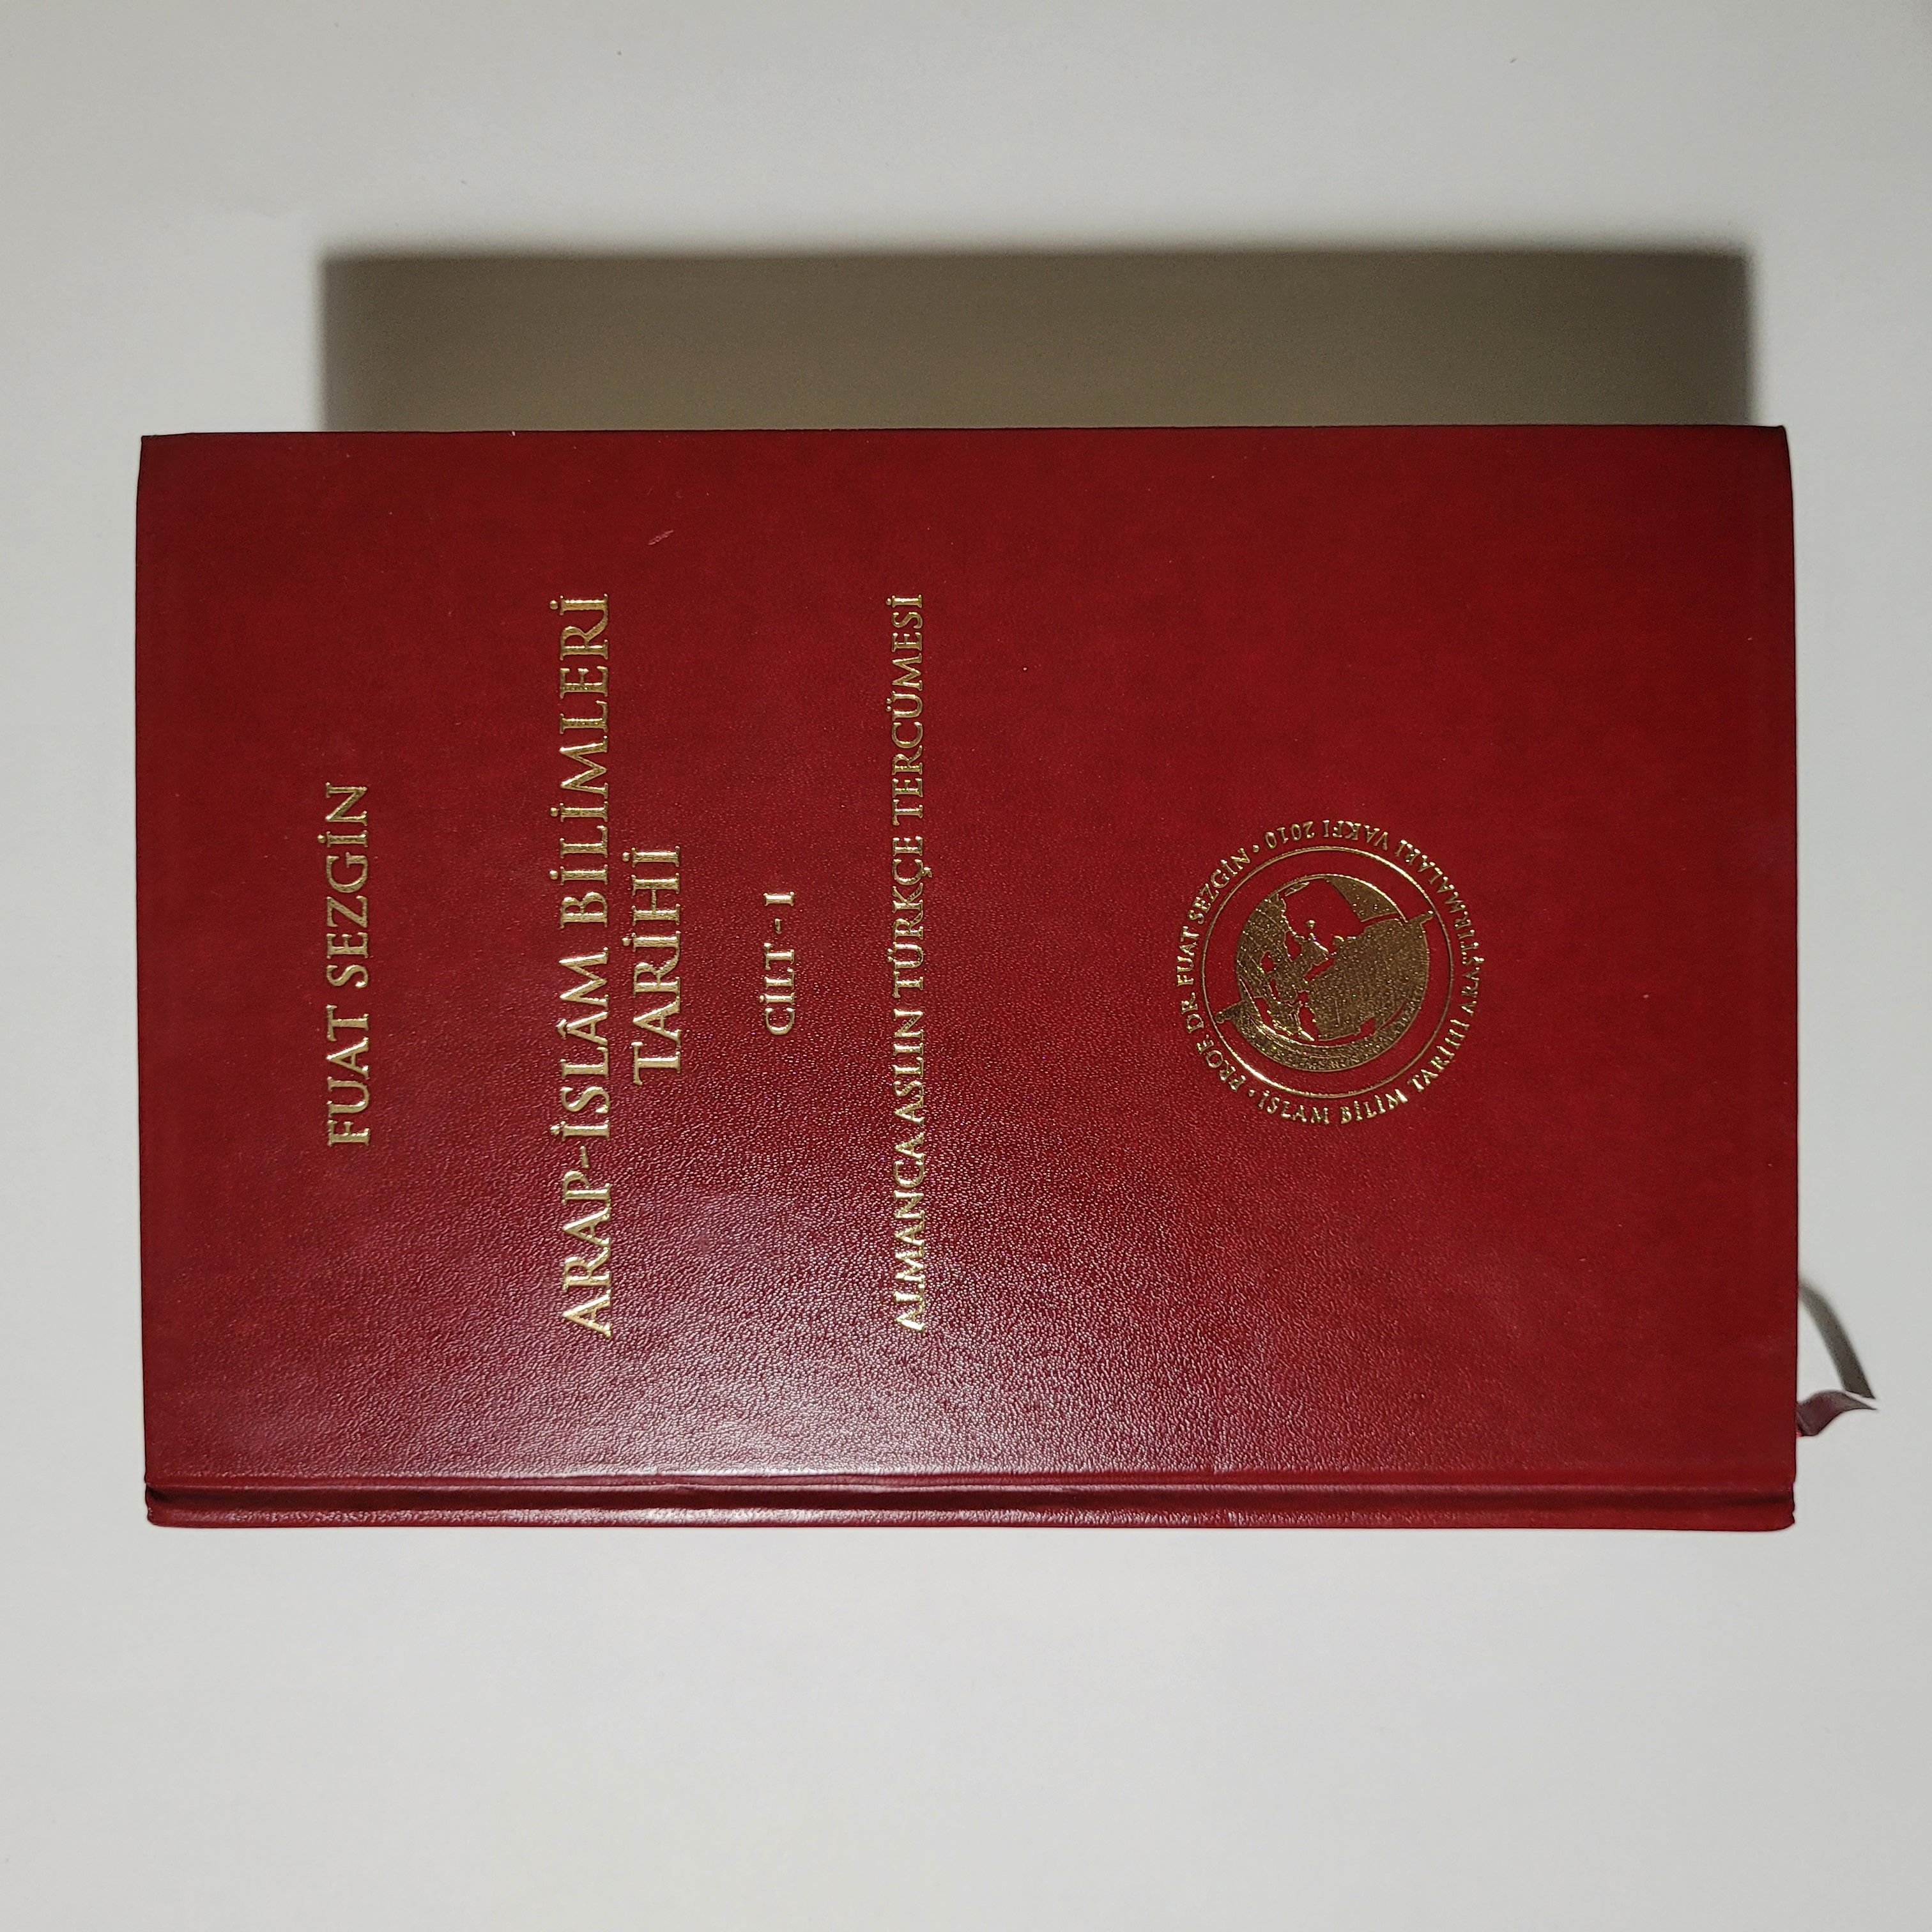 FUAT SEZGİN
ARAP-İSLÂM BİLİMLERİ
TARİHİ
CİLT - I
ALMANCA ASLIN TÜRKÇE TERCÜMESİ
• PROF. DR. FUAT SEZGİN •
İSLAM BİLİM TARİHİ ARAŞTIRMALARI VAKFI 2010